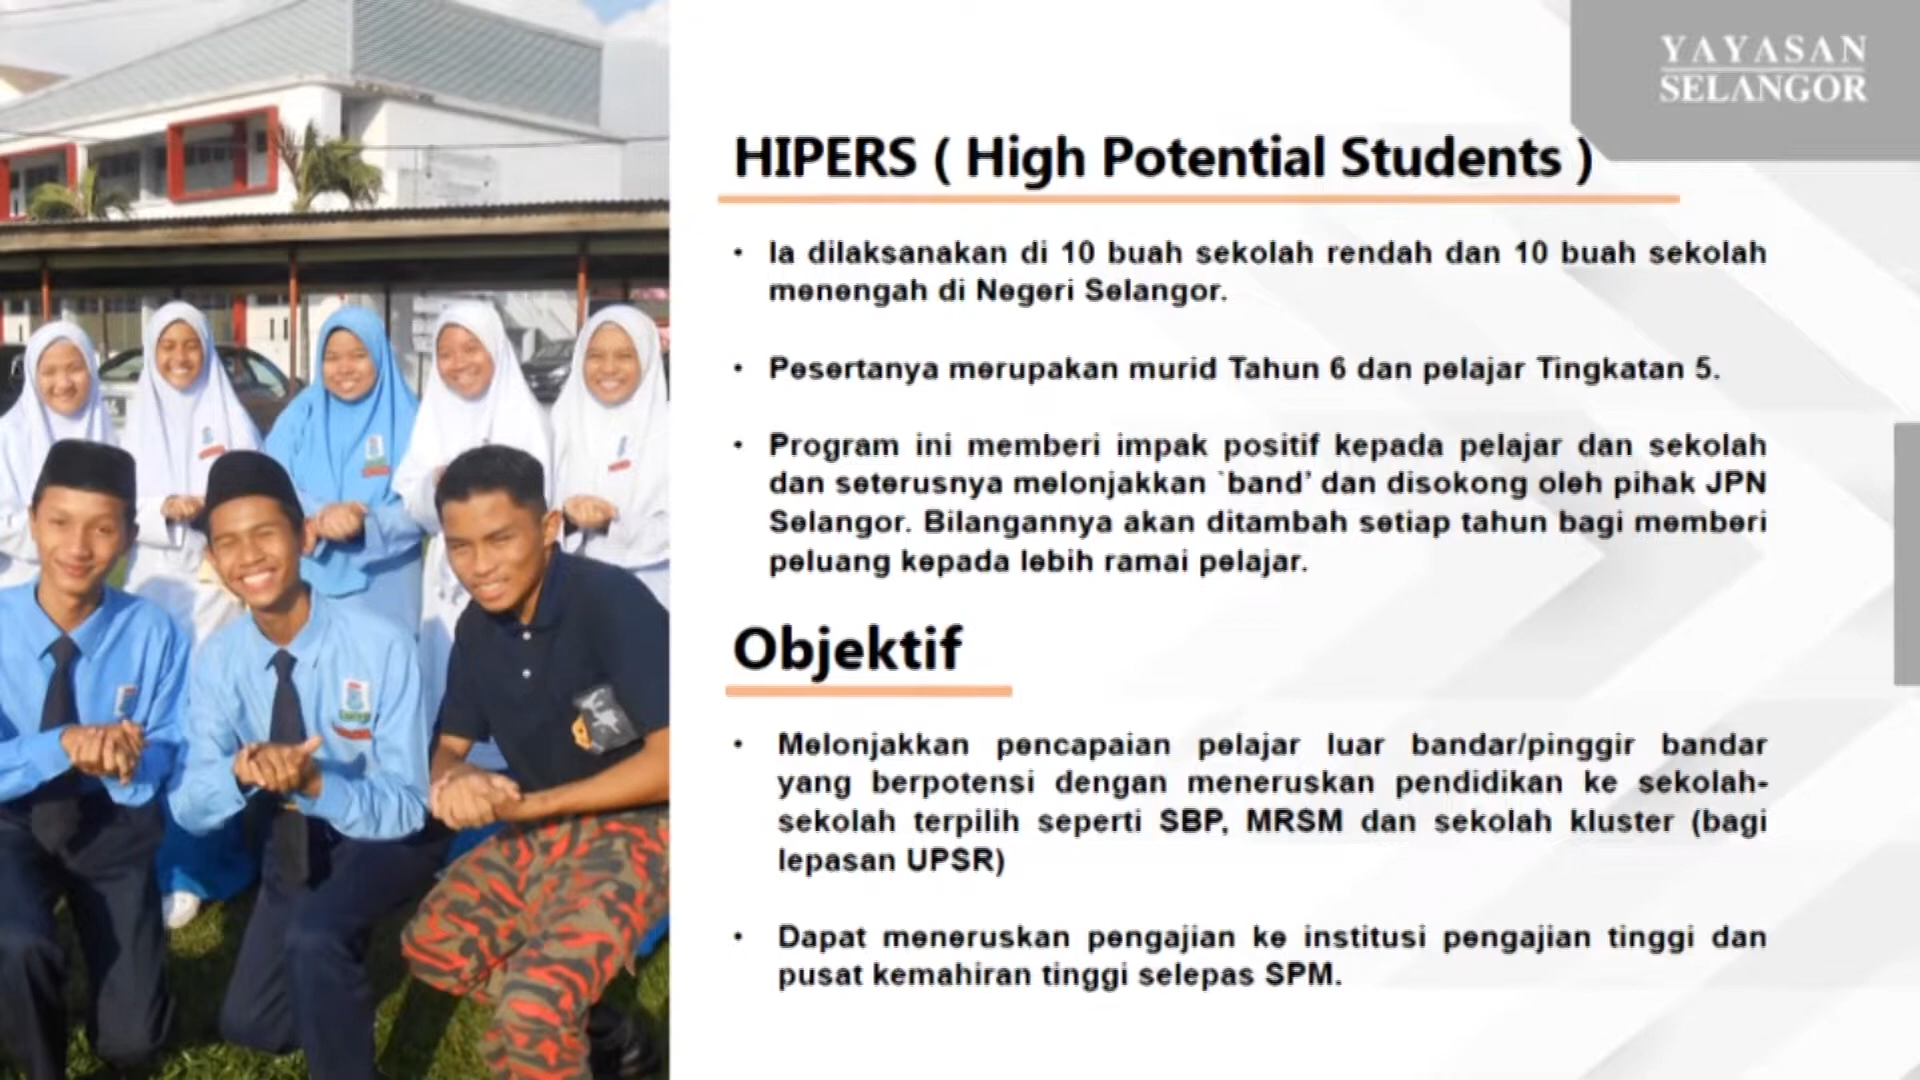 YAYASAN
SELANGOR
HIPERS ( High Potential Students )
• Ia dilaksanakan di 10 buah sekolah rendah dan 10 buah sekolah
menengah di Negeri Selangor.
• Pesertanya merupakan murid Tahun 6 dan pelajar Tingkatan 5.
• Program ini memberi impak positif kepada pelajar dan sekolah
dan seterusnya melonjakkan `band’ dan disokong oleh pihak JPN
Selangor. Bilangannya akan ditambah setiap tahun bagi memberi
peluang kepada lebih ramai pelajar.
Objektif
• Melonjakkan pencapaian pelajar luar bandar/pinggir bandar
yang berpotensi dengan meneruskan pendidikan ke sekolah-
sekolah terpilih seperti SBP, MRSM dan sekolah kluster (bagi
lepasan UPSR)
• Dapat meneruskan pengajian ke institusi pengajian tinggi dan
pusat kemahiran tinggi selepas SPM.